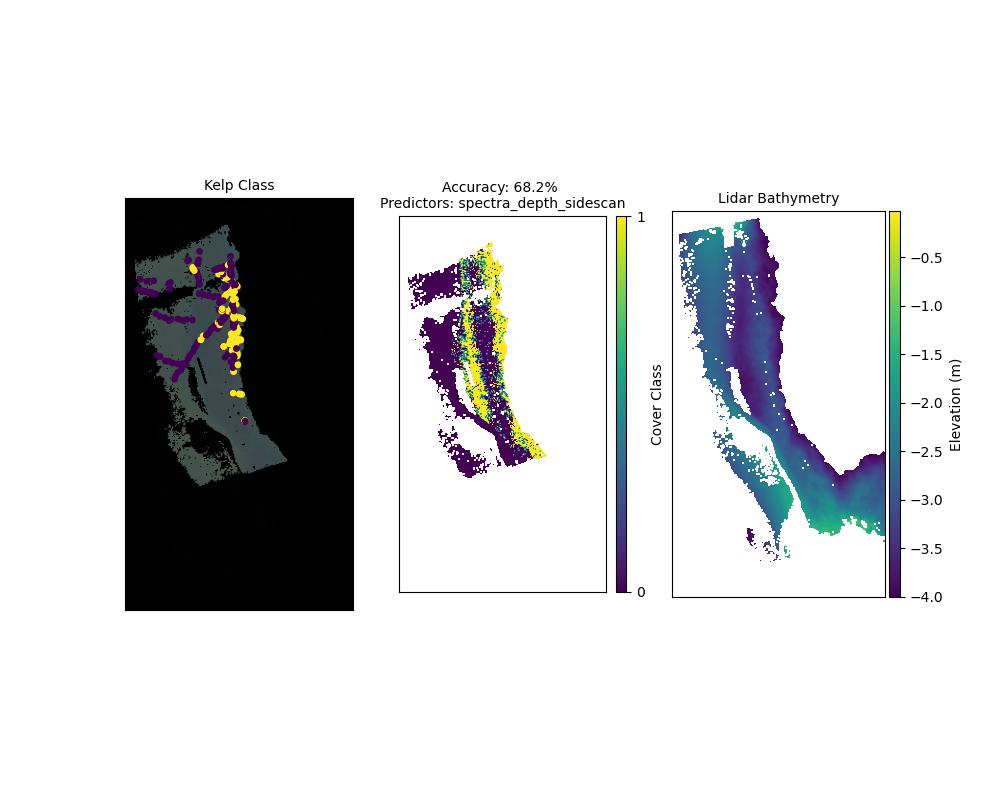 Kelp Class
Accuracy: 68.2%
Predictors: spectra_depth_sidescan
1
0
Cover Class
Lidar Bathymetry
−0.5
−1.0
−1.5
−2.0
−2.5
−3.0
−3.5
−4.0
Elevation (m)